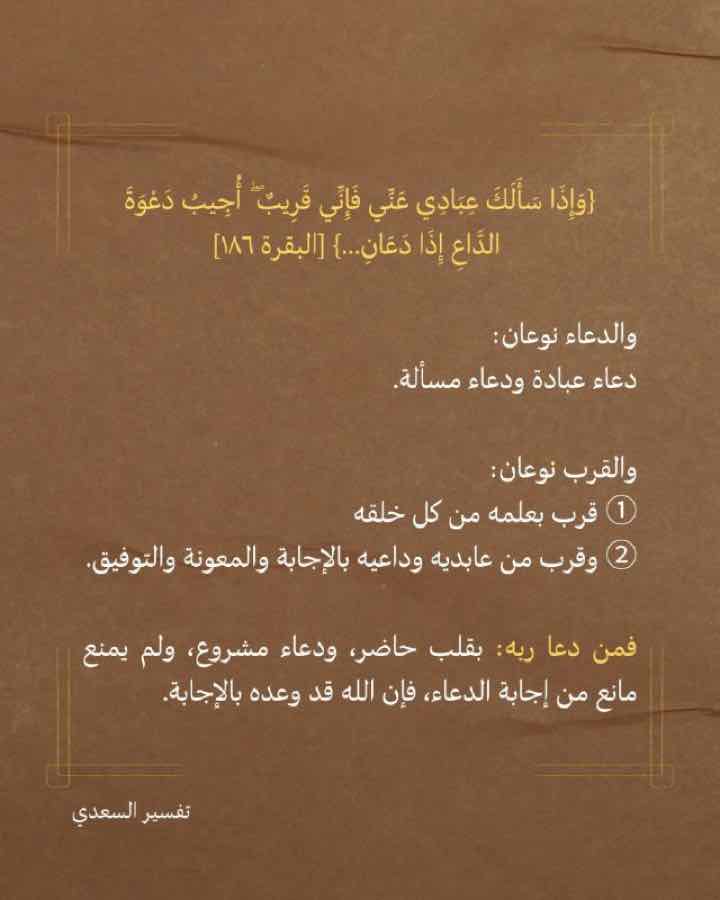 {وَإِذَا سَأَلَكَ عِبَادِي عَنِّي فَإِنِّي قَرِيبٌ ۖ أُجِيبُ دَعْوَةَ
الدَّاعِ إِذَا دَعَانِ...} [البقرة ١٨٦]
والدعاء نوعان:
دعاء عبادة ودعاء مسألة.
والقرب نوعان:
① قرب بعلمه من كل خلقه
② وقرب من عابديه وداعيه بالإجابة والمعونة والتوفيق.
فمن دعا ربه: بقلب حاضر، ودعاء مشروع، ولم يمنع
مانع من إجابة الدعاء، فإن الله قد وعده بالإجابة.
تفسير السعدي